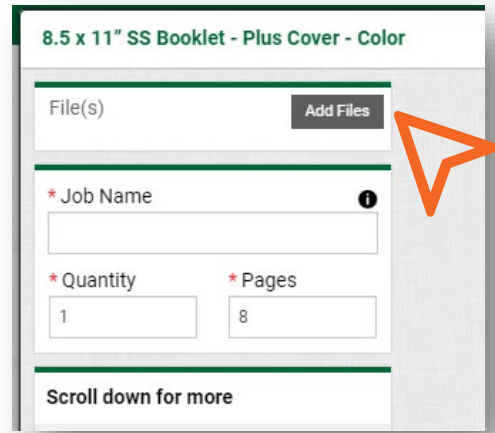 8.5 x 11” SS Booklet - Plus Cover - Color
File(s) Add Files
* Job Name
* Quantity * Pages
1 8
Scroll down for more